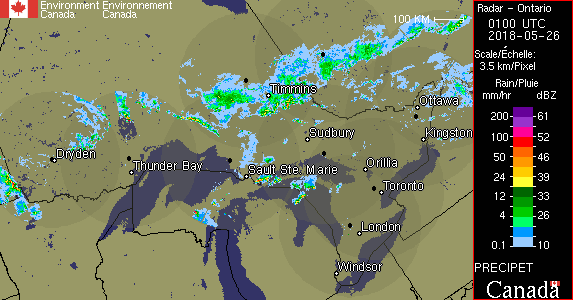 Environment Environnement
Canada Canada
100 KM
Timmins
Ottawa
Sudbury
Kingston
Dryden
Thunder Bay
Sault Ste. Marie
Orillia
Toronto
London
Windsor
Radar – Ontario
0100 UTC
2018-05-26
Scale/Échelle:
3.5 km/Pixel
Rain/Pluie
mm/hr dBZ
200 61
100 52
50 46
24 39
12 33
4 26
0.1 10
PRECIPET
Canada